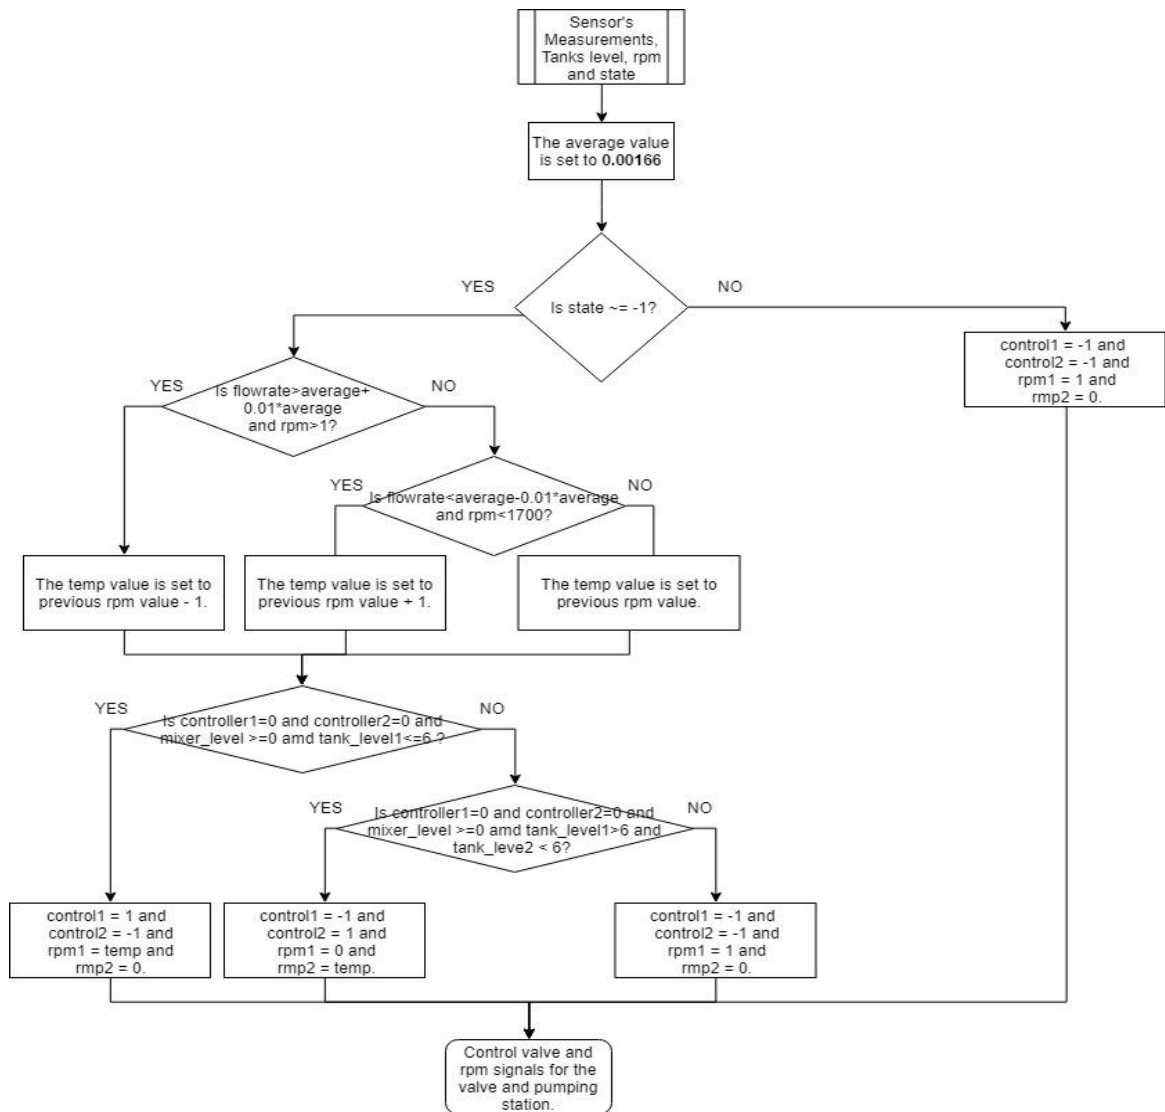 Sensor's
Measurements,
Tanks level, rpm
and state
The average value
is set to 0.00166
YES
NO
Is state ~= -1?
control1 = -1 and
control2 = -1 and
rpm1 = 1 and
rmp2 = 0.
YES
NO
Is flowrate>average+
0.01*average
and rpm>1?
YES
NO
Is flowrate<average-0.01*average
and rpm<1700?
The temp value is set to
previous rpm value - 1.
The temp value is set to
previous rpm value + 1.
The temp value is set to
previous rpm value.
YES
NO
Is controller1=0 and controller2=0 and
mixer_level >=0 amd tank_level1<=6 ?
YES
NO
Is controller1=0 and controller2=0 and
mixer_level >=0 amd tank_level1>6 and
tank_leve2 < 6?
control1 = 1 and
control2 = -1 and
rpm1 = temp and
rmp2 = 0.
control1 = -1 and
control2 = 1 and
rpm1 = 0 and
rmp2 = temp.
control1 = -1 and
control2 = -1 and
rpm1 = 1 and
rmp2 = 0.
Control valve and
rpm signals for the
valve and pumping
station.